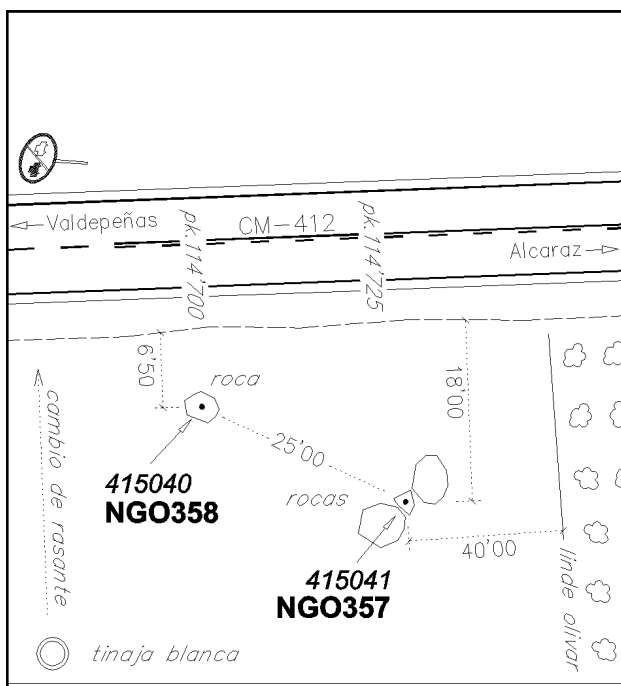 Valdepeñas
CM-412
pk.114'700
pk.114'725
Alcaraz
6'50
roca
18'00
25'00
cambio de rasante
415040
NGO358
rocas
40'00
415041
NGO357
linde olivar
tinaja blanca